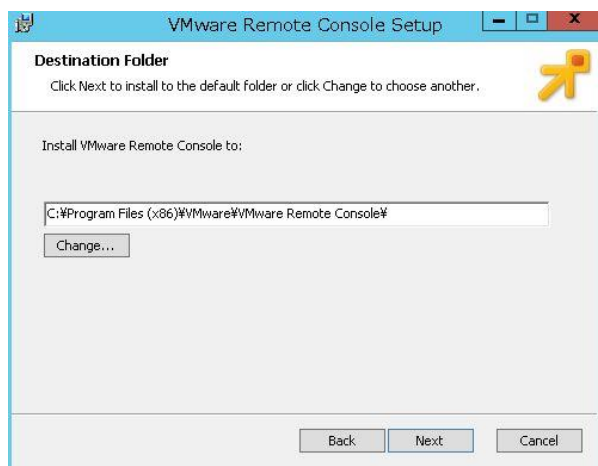 VMware Remote Console Setup
Destination Folder
Click Next to install to the default folder or click Change to choose another.
Install VMware Remote Console to:
C:¥Program Files (x86)¥VMware¥VMware Remote Console¥
Change...
Back
Next
Cancel